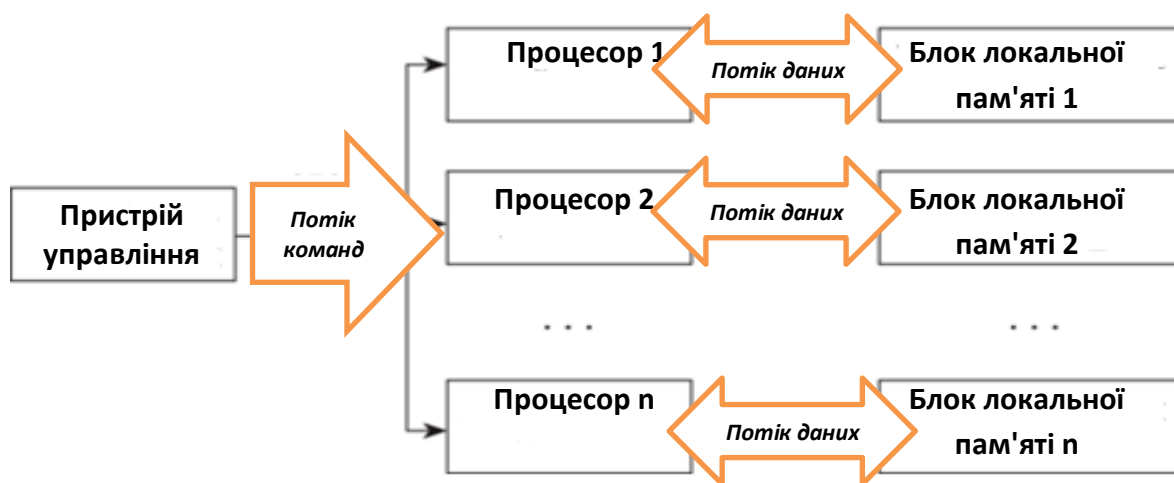 Процесор 1
Потік даних
Блок локальної
пам'яті 1
Пристрій
управління
Потік
команд
Процесор 2
Потік даних
Блок локальної
пам'яті 2
. . .
. . .
Процесор n
Потік даних
Блок локальної
пам'яті n